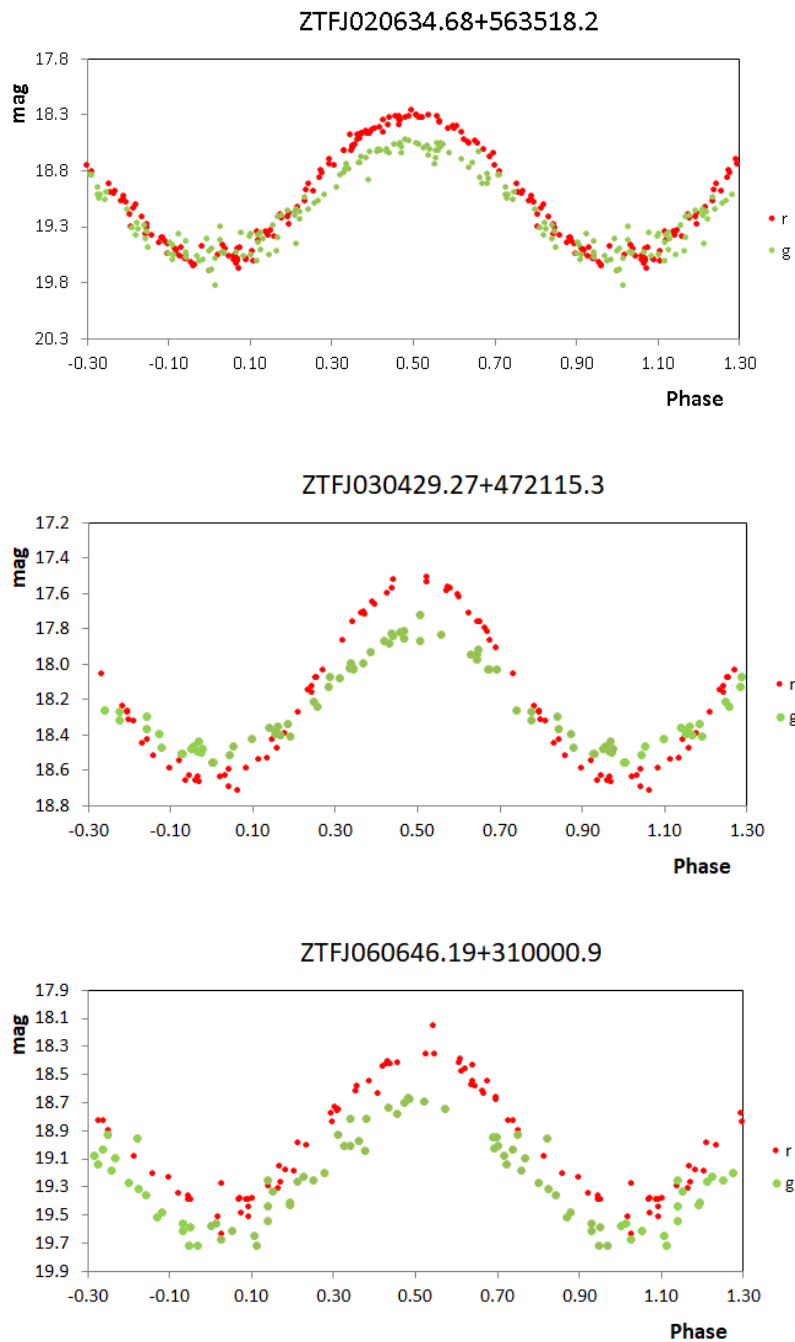 ZTFJ020634.68+563518.2
mag
17.8
18.3
18.8
19.3
19.8
20.3
-0.30 -0.10 0.10 0.30 0.50 0.70 0.90 1.10 1.30
Phase
r
g
ZTFJ030429.27+472115.3
mag
17.2
17.4
17.6
17.8
18.0
18.2
18.4
18.6
18.8
-0.30 -0.10 0.10 0.30 0.50 0.70 0.90 1.10 1.30
Phase
r
g
ZTFJ060646.19+310000.9
mag
17.9
18.1
18.3
18.5
18.7
18.9
19.1
19.3
19.5
19.7
19.9
-0.30 -0.10 0.10 0.30 0.50 0.70 0.90 1.10 1.30
Phase
r
g